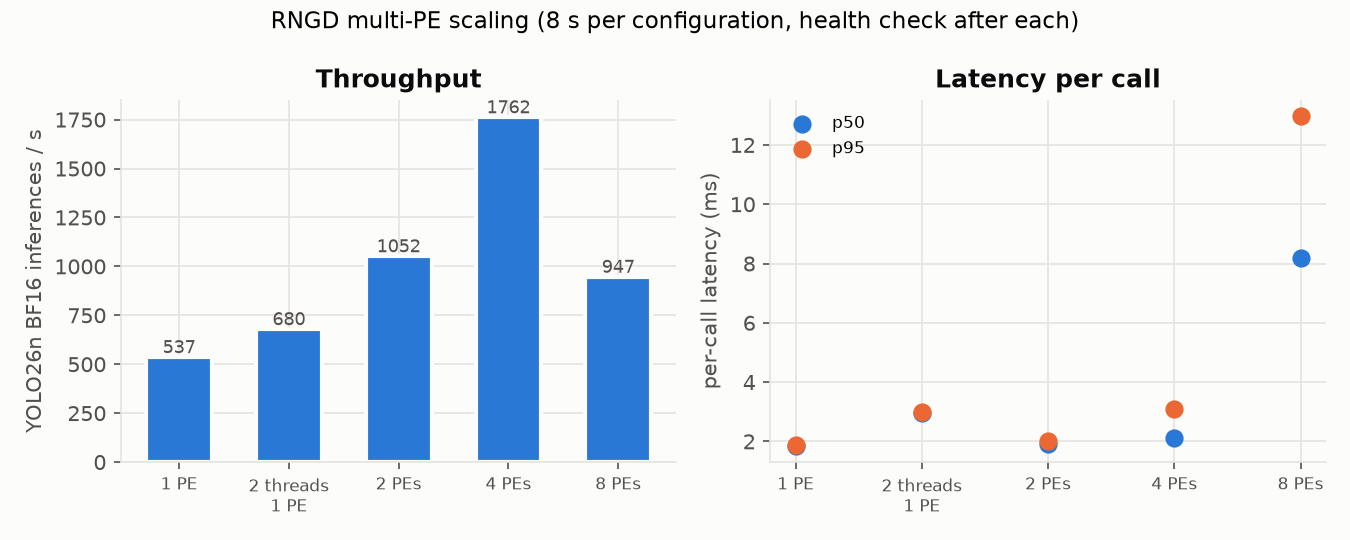 RNGD multi-PE scaling (8 s per configuration, health check after each)
Throughput
YOLO26n BF16 inferences / s
1750
1500
1250
1000
750
500
250
0
537
680
1052
1762
947
1 PE
2 threads
1 PE
2 PEs
4 PEs
8 PEs
Latency per call
per-call latency (ms)
p50
p95
12
10
8
6
4
2
1 PE
2 threads
1 PE
2 PEs
4 PEs
8 PEs